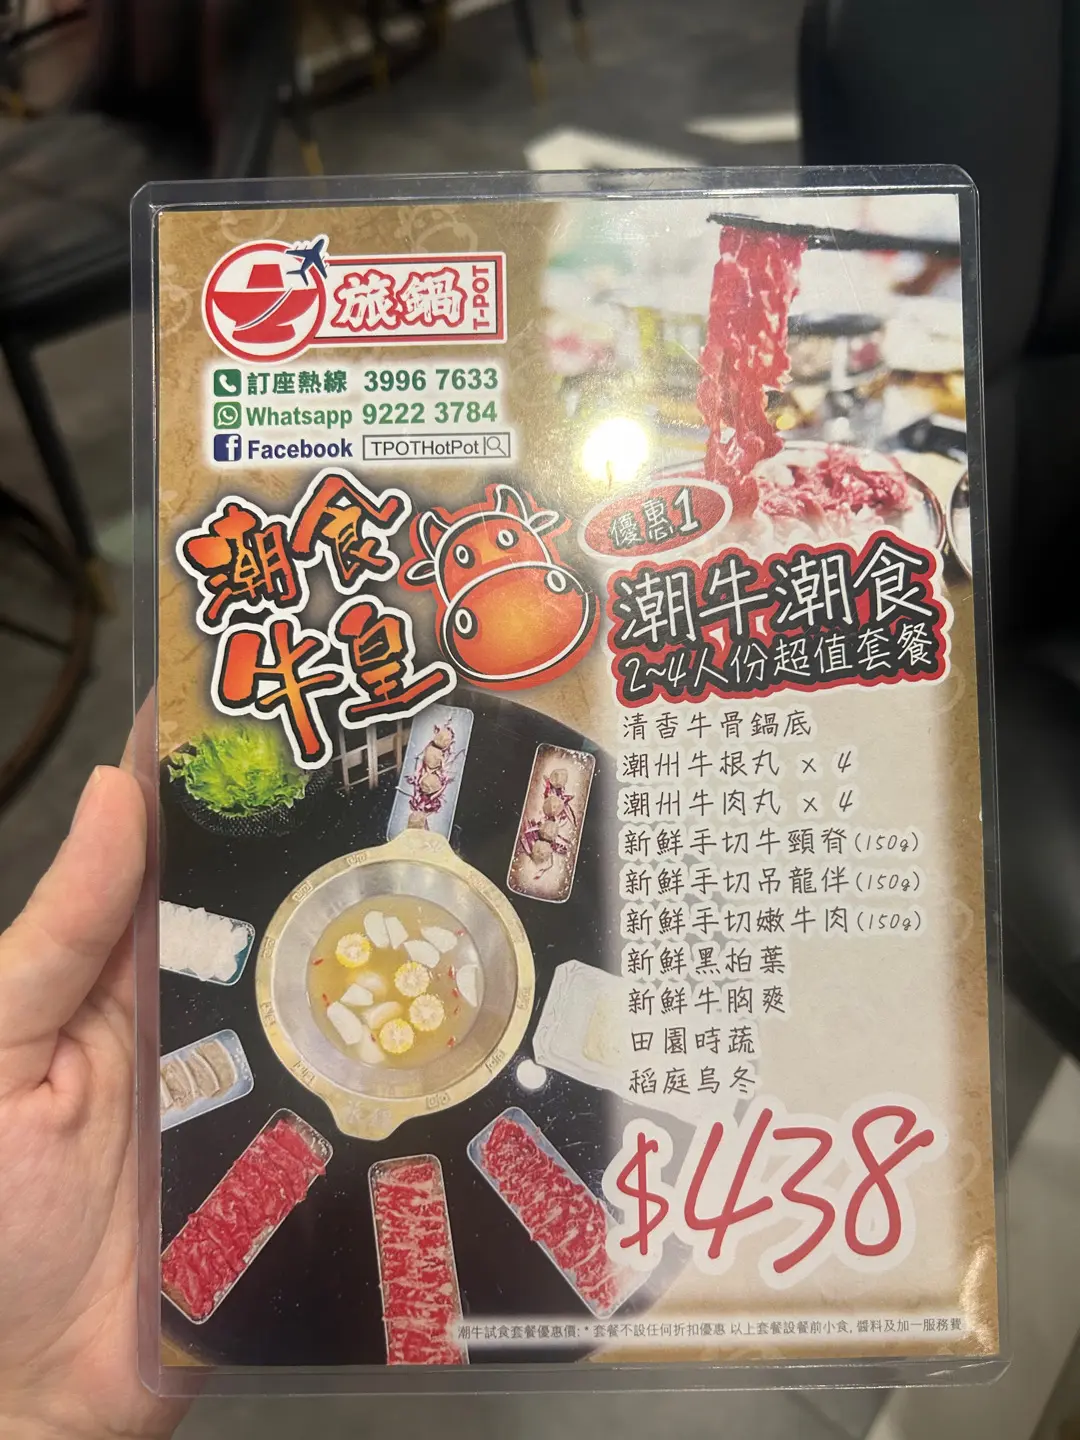 旅鍋 T-POT
訂座熱線 3996 7633
Whatsapp 9222 3784
Facebook TPOTHotPot
潮食
牛皇
優惠1
潮牛潮食
2~4人份超值套餐
清香牛骨鍋底
潮州牛根丸 x 4
潮州牛肉丸 x 4
新鮮手切牛頸脊(150g)
新鮮手切吊龍伴(150g)
新鮮手切嫩牛肉(150g)
新鮮黑柏葉
新鮮牛胸爽
田園時蔬
稻庭烏冬
$438
潮牛試食套餐優惠價: * 套餐不設任何折扣優惠 以上套餐設餐前小食, 醬料及加一服務費